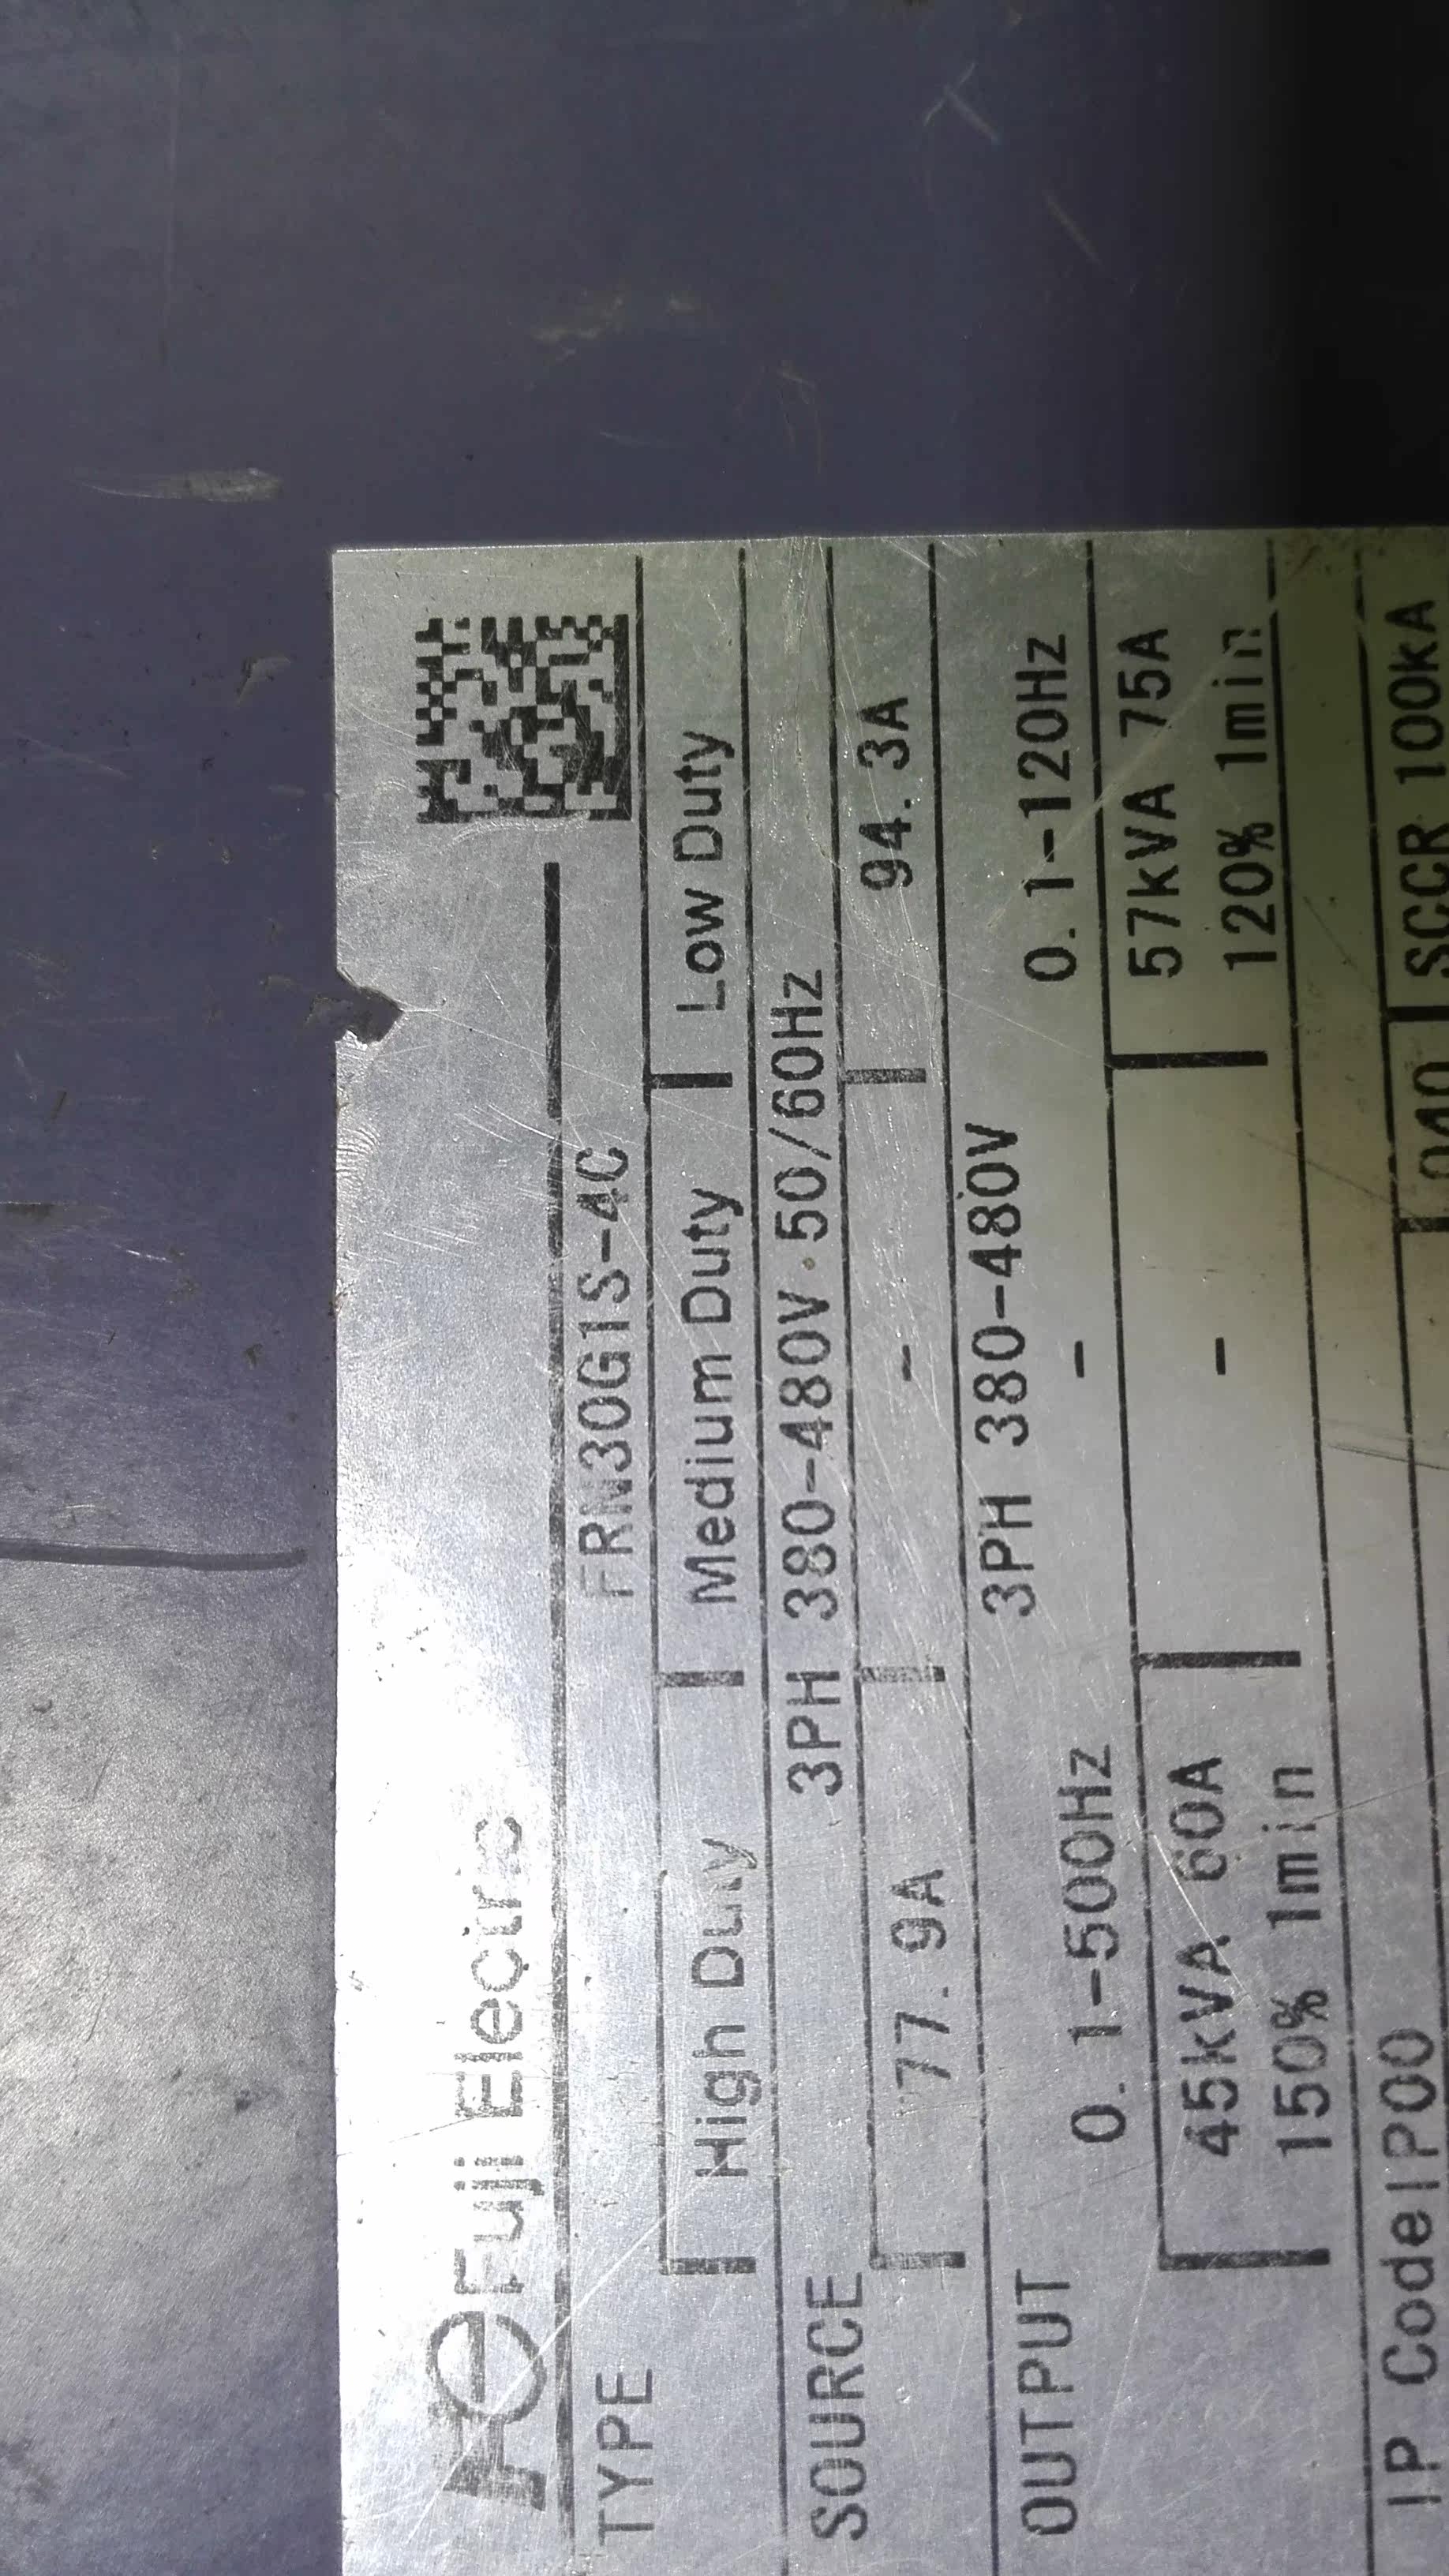 Fuji Electric
TYPE FRN30G1S-4C
High Duty Medium Duty Low Duty
SOURCE 3PH 380-480V 50/60Hz
77.9A - 94.3A
OUTPUT 3PH 380-480V
0.1-500Hz - 0.1-120Hz
45kVA 60A - 57kVA 75A
150% 1min 120% 1min
IP Code IP00 SCCR 100kA